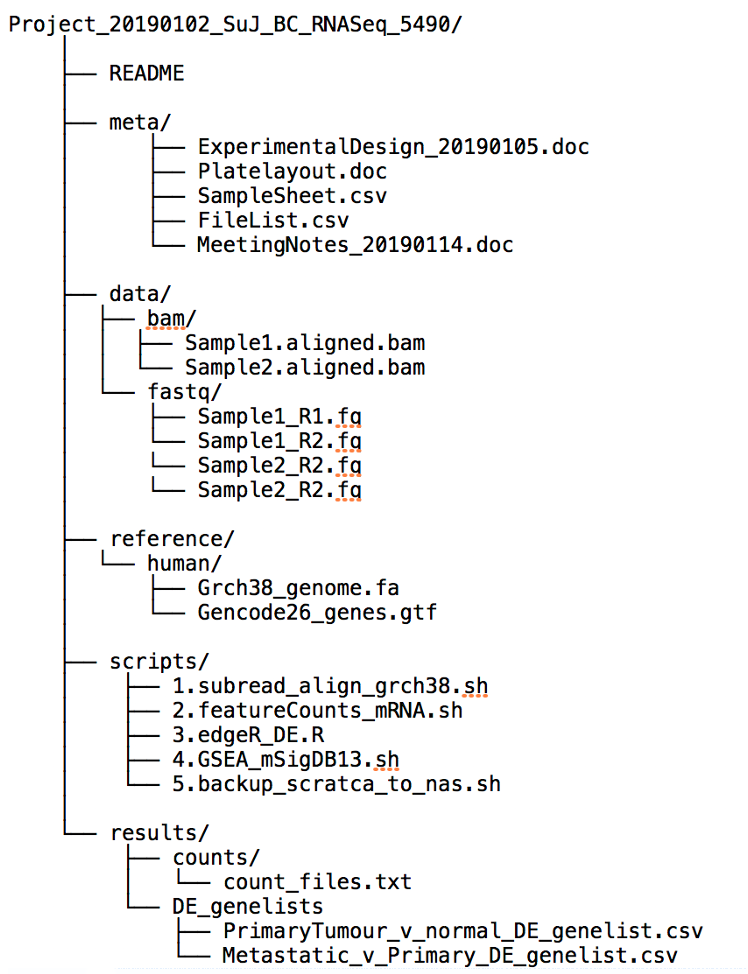 Project_20190102_SuJ_BC_RNASeq_5490/
README
meta/
ExperimentalDesign_20190105.doc
Platelayout.doc
SampleSheet.csv
FileList.csv
MeetingNotes_20190114.doc
data/
bam/
Sample1.aligned.bam
Sample2.aligned.bam
fastq/
Sample1_R1.fq
Sample1_R2.fq
Sample2_R2.fq
Sample2_R2.fq
reference/
human/
Grch38_genome.fa
Gencode26_genes.gtf
scripts/
1.subread_align_grch38.sh
2.featureCounts_mRNA.sh
3.edgeR_DE.R
4.GSEA_mSigDB13.sh
5.backup_scratca_to_nas.sh
results/
counts/
count_files.txt
DE_genelists
PrimaryTumour_v_normal_DE_genelist.csv
Metastatic_v_Primary_DE_genelist.csv